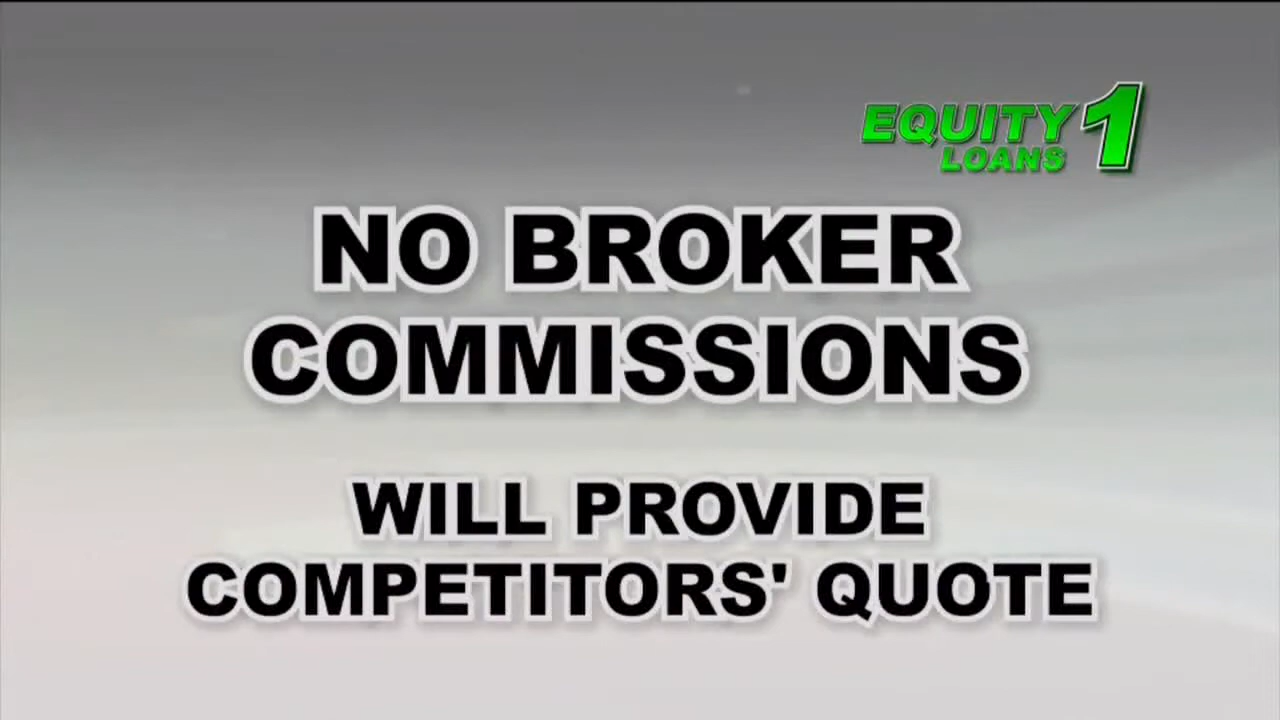 EQUITY 1
LOANS
NO BROKER
COMMISSIONS
WILL PROVIDE
COMPETITORS' QUOTE